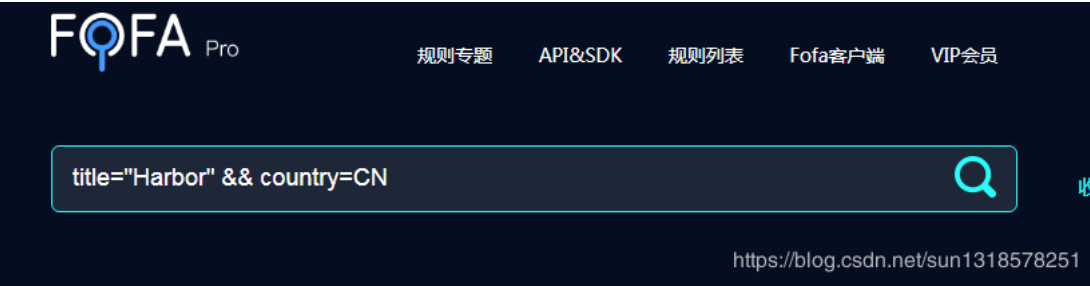 FOFA Pro
规则专题 API&SDK 规则列表 Fofa客户端 VIP会员
title="Harbor" && country=CN
https://blog.csdn.net/sun1318578251